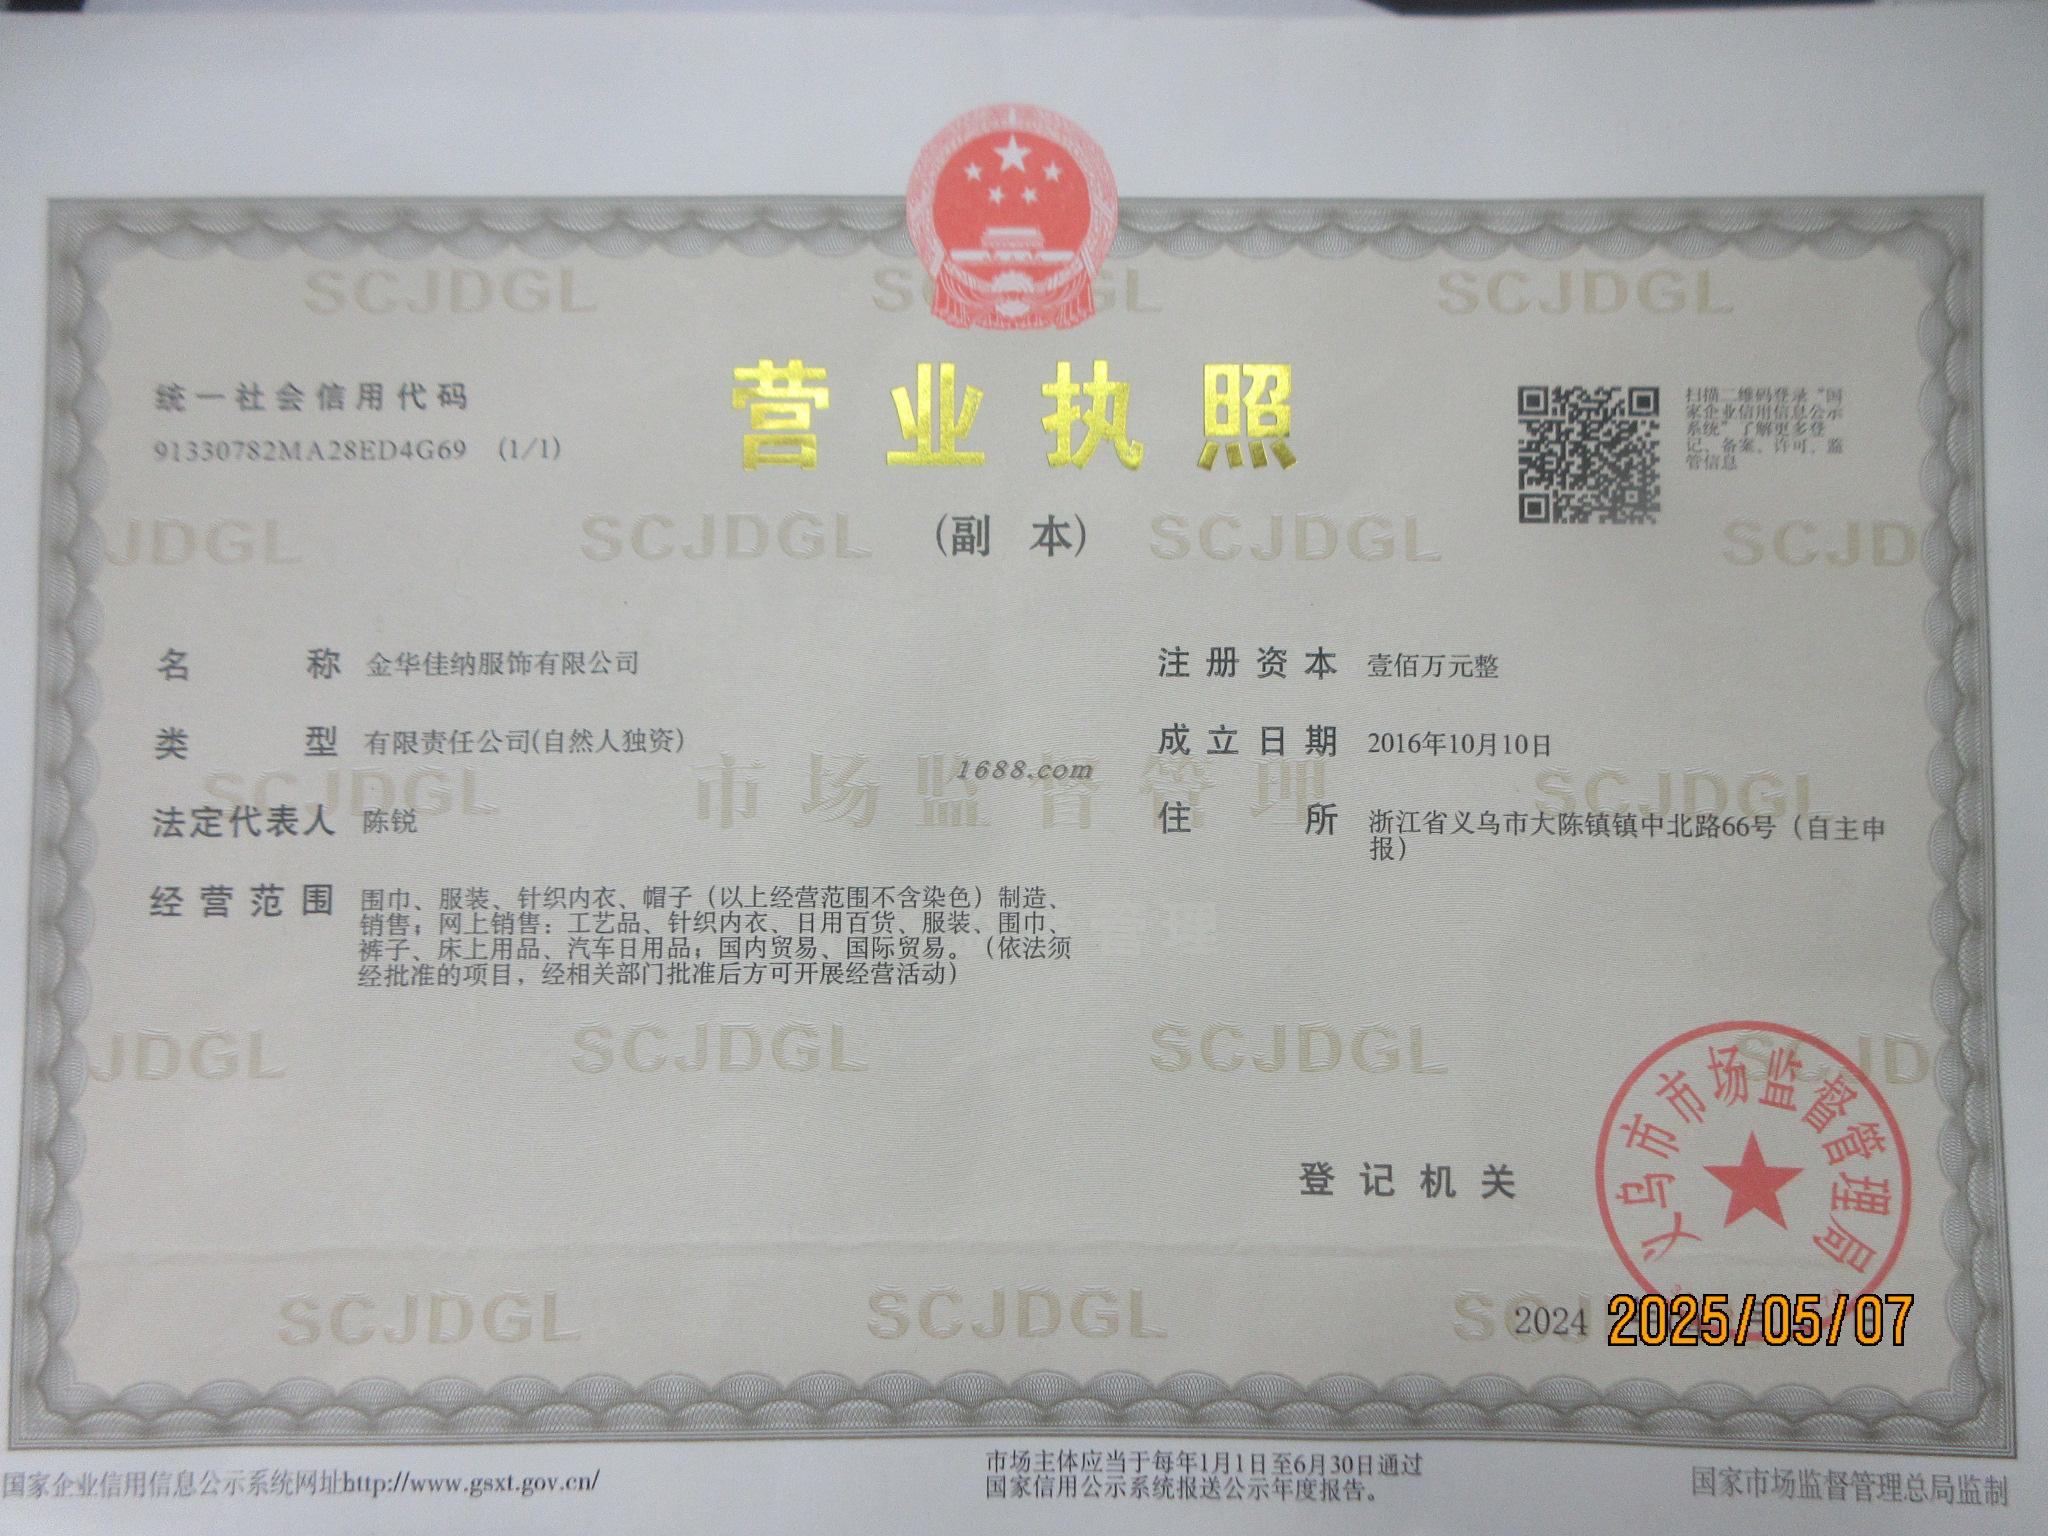 SCJDGL SCJDGL SCJDGL
统一社会信用代码
91330782MA28ED4G69 (1/1)
营业执照
(副 本)
扫描二维码登录“国
家企业信用信息公示
系统”了解更多登
记、备案、许可、监
管信息
JDGL SCJDGL SCJDGL SCJD
名 称 金华佳纳服饰有限公司
类 型 有限责任公司(自然人独资)
法定代表人 陈锐
经营范围 围巾、服装、针织内衣、帽子（以上经营范围不含染色）制造、
销售；网上销售：工艺品、针织内衣、日用百货、服装、围巾、
裤子、床上用品、汽车日用品；国内贸易、国际贸易。（依法须
经批准的项目，经相关部门批准后方可开展经营活动）
注册资本 壹佰万元整
成立日期 2016年10月10日
住 所 浙江省义乌市大陈镇镇中北路66号（自主申
报）
SCJDGL 市场监督管理 SCJDGL
1688.com
JDGL SCJDGL SCJDGL SCJD
登记机关
义乌市市场监督管理局
SCJDGL SCJDGL SC
2024
2025/05/07
国家企业信用信息公示系统网址http://www.gsxt.gov.cn/
市场主体应当于每年1月1日至6月30日通过
国家信用公示系统报送公示年度报告。
国家市场监督管理总局监制